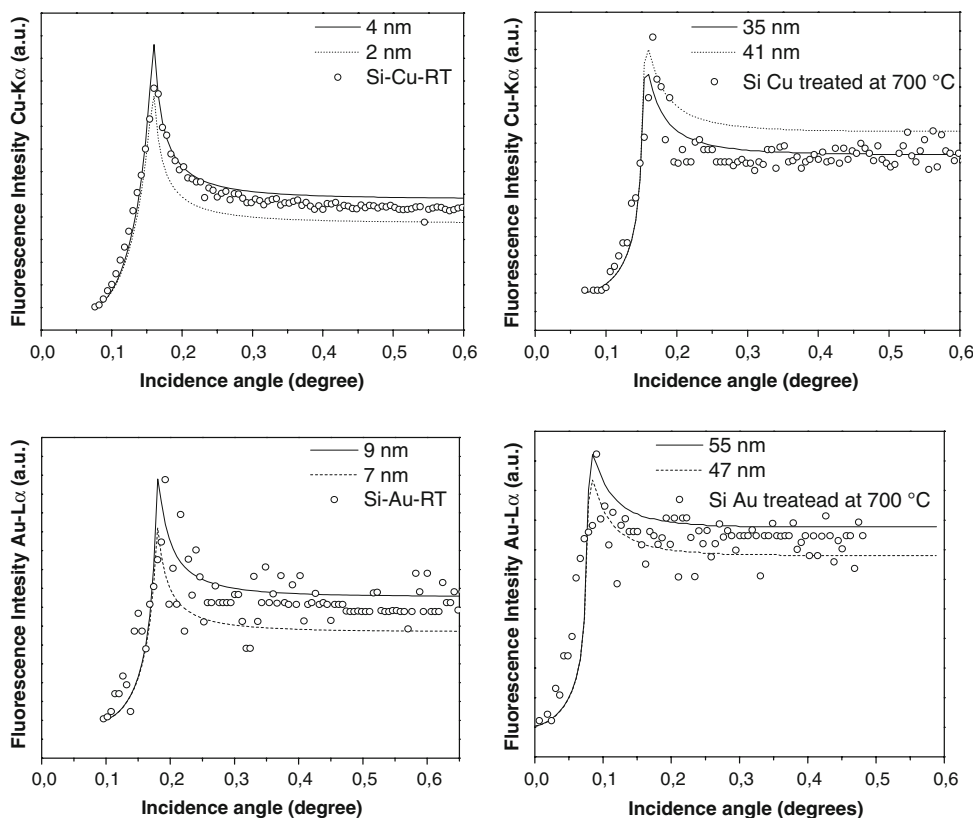 Fluorescence Intesity Cu-Kα (a.u.)
4 nm
2 nm
Si-Cu-RT
0,0 0,1 0,2 0,3 0,4 0,5 0,6
Incidence angle (degree)
Fluorescence Intesity Cu-Kα (a.u.)
35 nm
41 nm
Si Cu treated at 700 °C
0,0 0,1 0,2 0,3 0,4 0,5 0,6
Incidence angle (degree)
Fluorescence Intesity Au-Lα (a.u.)
9 nm
7 nm
Si-Au-RT
0,0 0,1 0,2 0,3 0,4 0,5 0,6
Incidence angle (degree)
Fluorescence Intesity Au-Lα (a.u.)
55 nm
47 nm
Si Au treatead at 700 °C
0,0 0,1 0,2 0,3 0,4 0,5 0,6
Incidence angle (degrees)